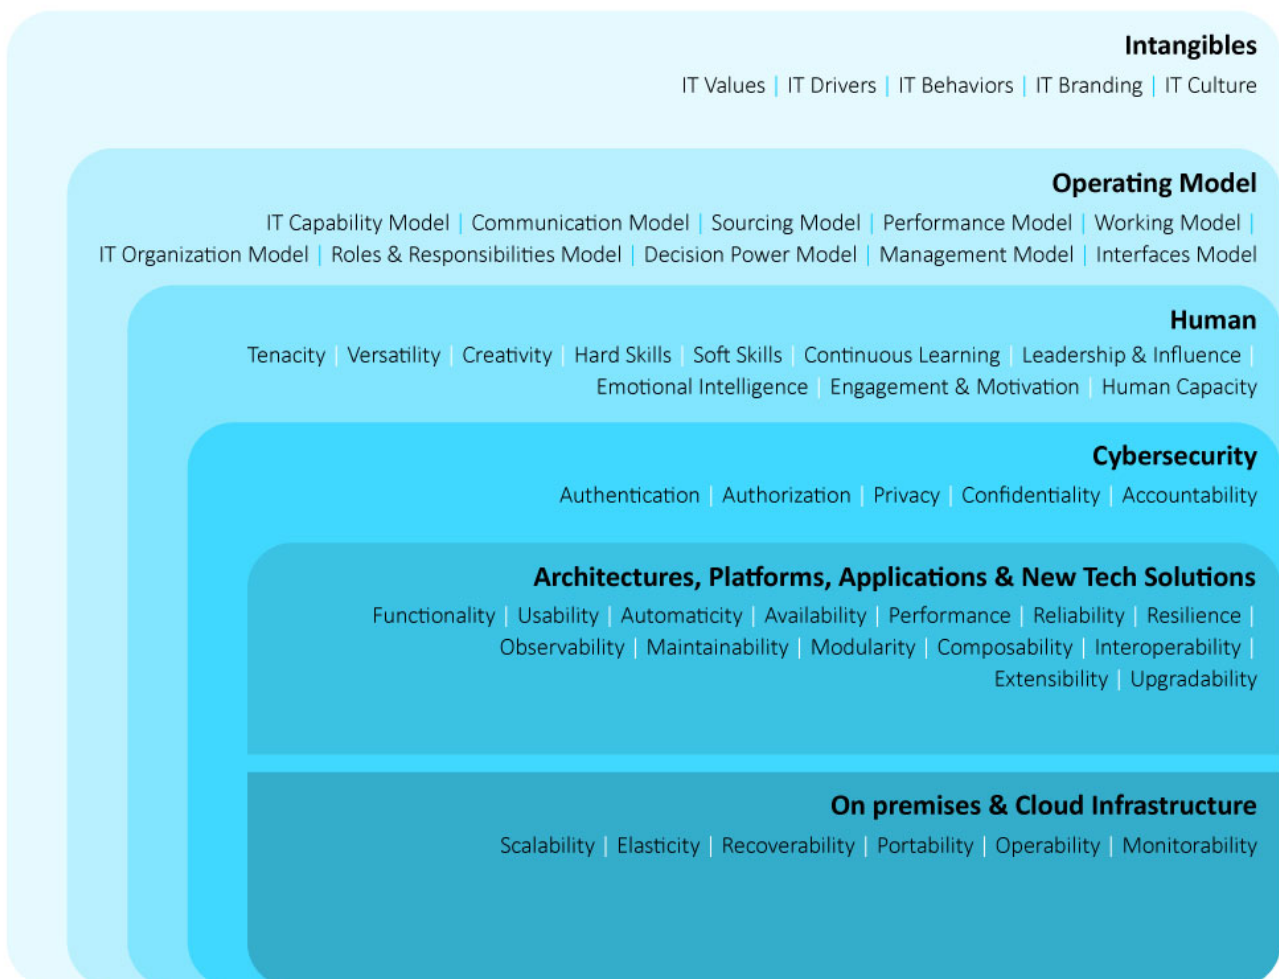 Intangibles
IT Values | IT Drivers | IT Behaviors | IT Branding | IT Culture
Operating Model
IT Capability Model | Communication Model | Sourcing Model | Performance Model | Working Model |
IT Organization Model | Roles & Responsibilities Model | Decision Power Model | Management Model | Interfaces Model
Human
Tenacity | Versatility | Creativity | Hard Skills | Soft Skills | Continuous Learning | Leadership & Influence |
Emotional Intelligence | Engagement & Motivation | Human Capacity
Cybersecurity
Authentication | Authorization | Privacy | Confidentiality | Accountability
Architectures, Platforms, Applications & New Tech Solutions
Functionality | Usability | Automaticity | Availability | Performance | Reliability | Resilience |
Observability | Maintainability | Modularity | Composability | Interoperability |
Extensibility | Upgradability
On premises & Cloud Infrastructure
Scalability | Elasticity | Recoverability | Portability | Operability | Monitorability